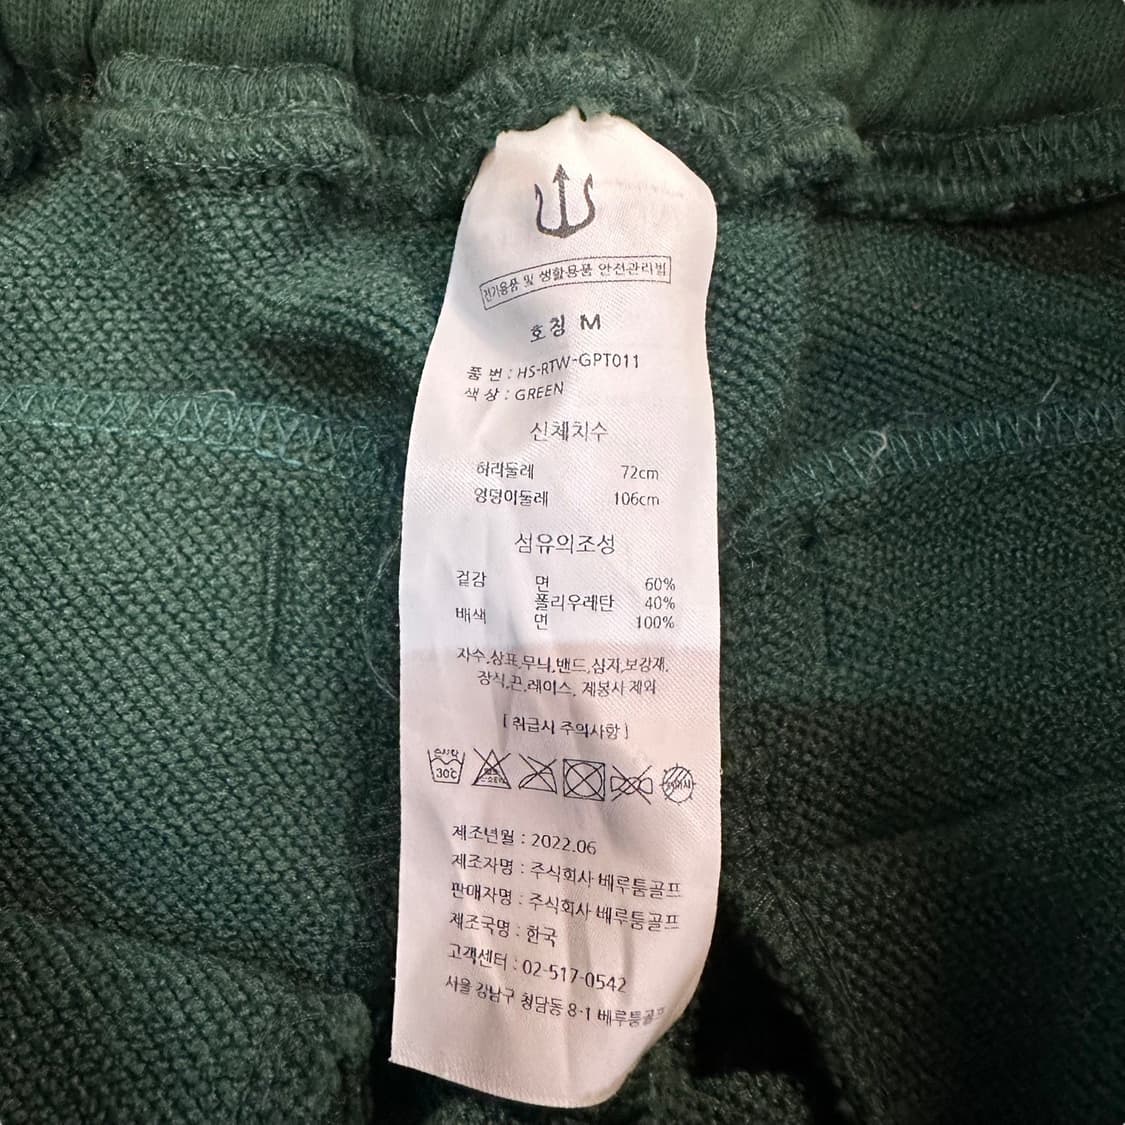 전기용품 및 생활용품 안전관리법
호칭 M
품 번 : HS-RTW-GPT011
색 상 : GREEN
신체치수
허리둘레 72cm
엉덩이둘레 106cm
섬유의조성
겉감 면 60%
폴리우레탄 40%
배색 면 100%
자수,상표,무늬,밴드,심지,보강재,
장식,끈,레이스, 제봉사 제외
[ 취급시 주의사항 ]
30℃
제조년월 : 2022.06
제조자명 : 주식회사 베루툼골프
판매자명 : 주식회사 베루툼골프
제조국명 : 한국
고객센터 : 02-517-0542
서울 강남구 청담동 8-1 베루툼골프